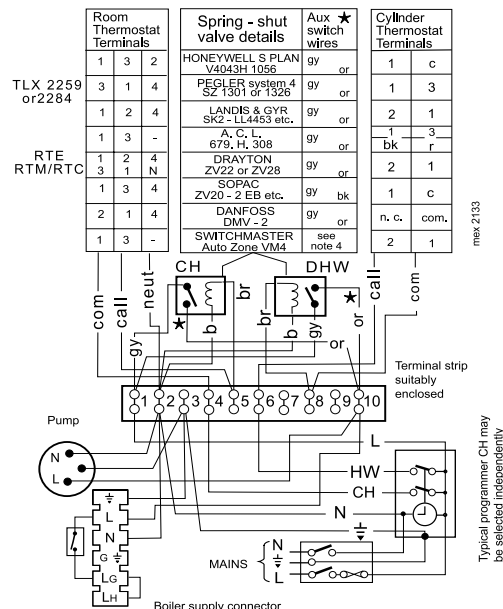 Room Thermostat Terminals
Spring - shut valve details
Aux ★ switch wires
Cylinder Thermostat Terminals
1 3 2
HONEYWELL S PLAN V4043H 1056
gy or
1 c
TLX 2259 or2284
3 1 4
PEGLER system 4 SZ 1301 or 1326
gy or
1 3
1 2 4
LANDIS & GYR SK2 - LL4453 etc.
gy or
2 1
1 3 -
A. C. L. 679. H. 308
gy or
1 3
bk r
RTE RTM/RTC
1 2 4
3 1 N
DRAYTON ZV22 or ZV28
gy or
2 1
1 3 4
SOPAC ZV20 - 2 EB etc.
gy bk
1 c
2 1 4
DANFOSS DMV - 2
gy or
n. c. com.
1 3 -
SWITCHMASTER Auto Zone VM4
see note 4
2 1
mex 2133
com
call
neut
CH
DHW
★
★
gy
b
br
br
b
gy
or
or
call
com
Terminal strip suitably enclosed
1 2 3 4 5 6 7 8 9 10
Pump
N
L
L
HW
CH
N
Typical programmer CH may be selected independently
L
N
G
LG
LH
MAINS
N
L
Boiler supply connector